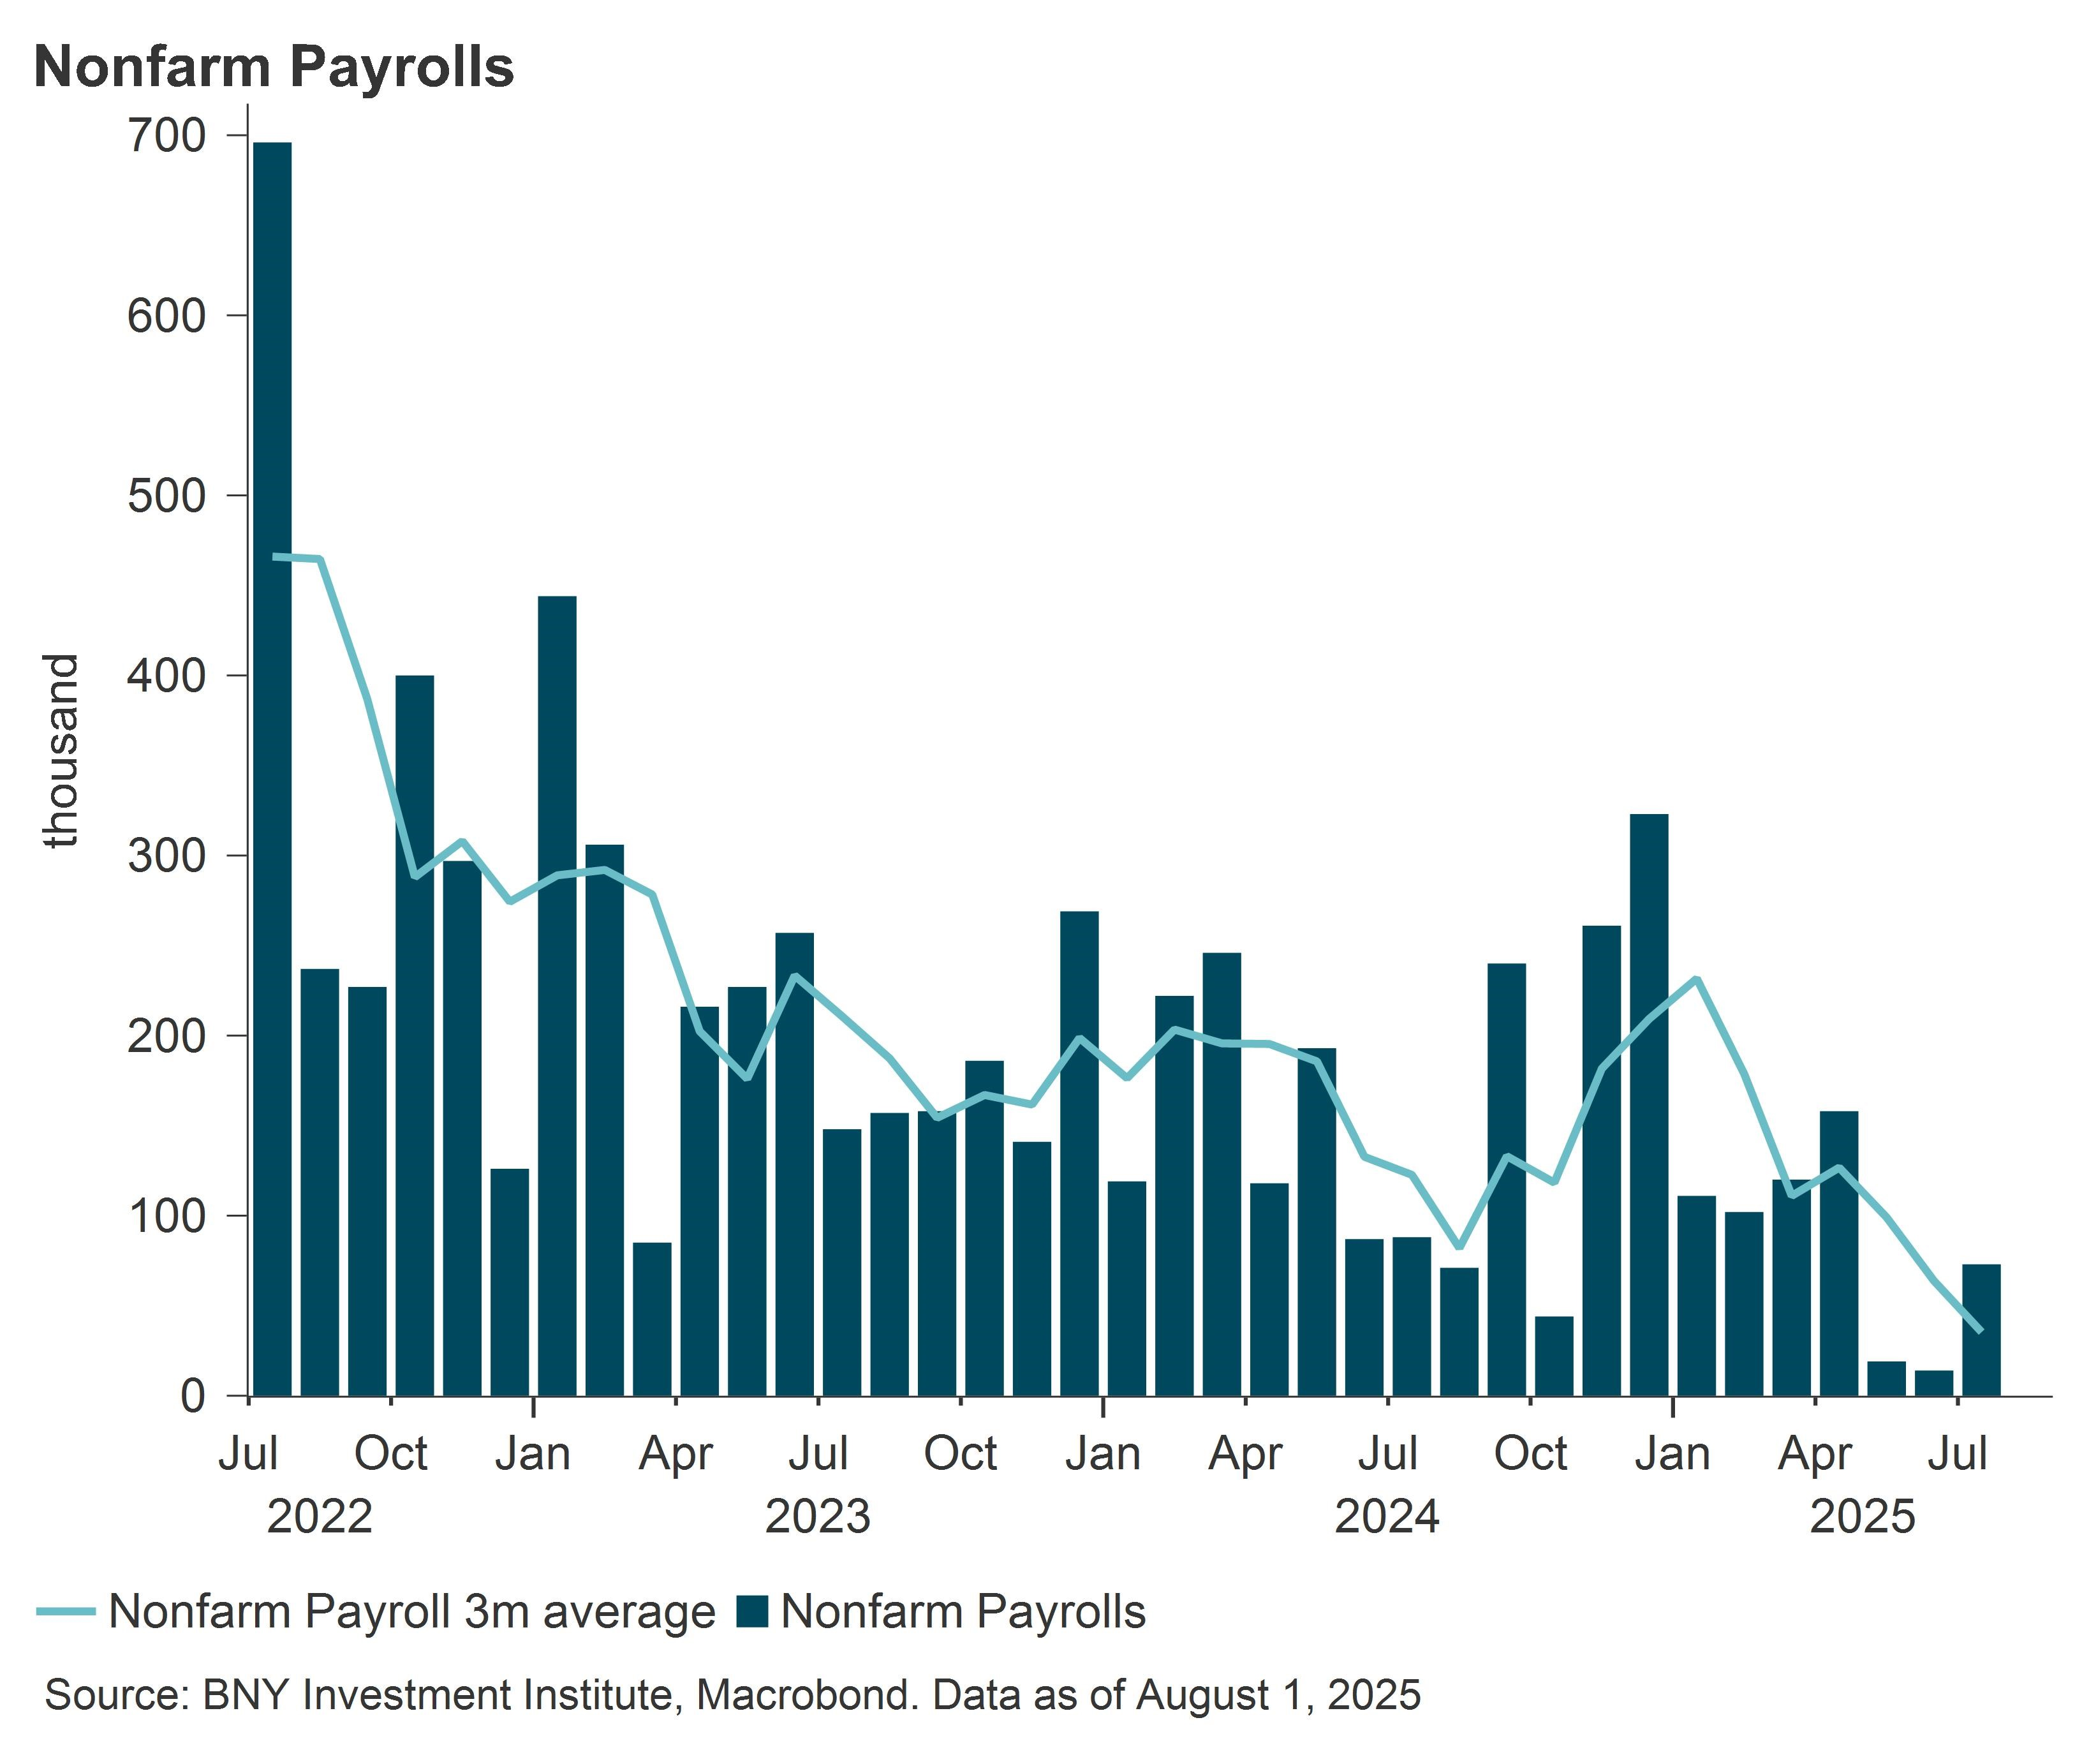 Nonfarm Payrolls
700
600
500
400
300
200
100
0
thousand
Jul Oct Jan Apr Jul Oct Jan Apr Jul Oct Jan Apr Jul
2022 2023 2024 2025
Nonfarm Payroll 3m average Nonfarm Payrolls
Source: BNY Investment Institute, Macrobond. Data as of August 1, 2025